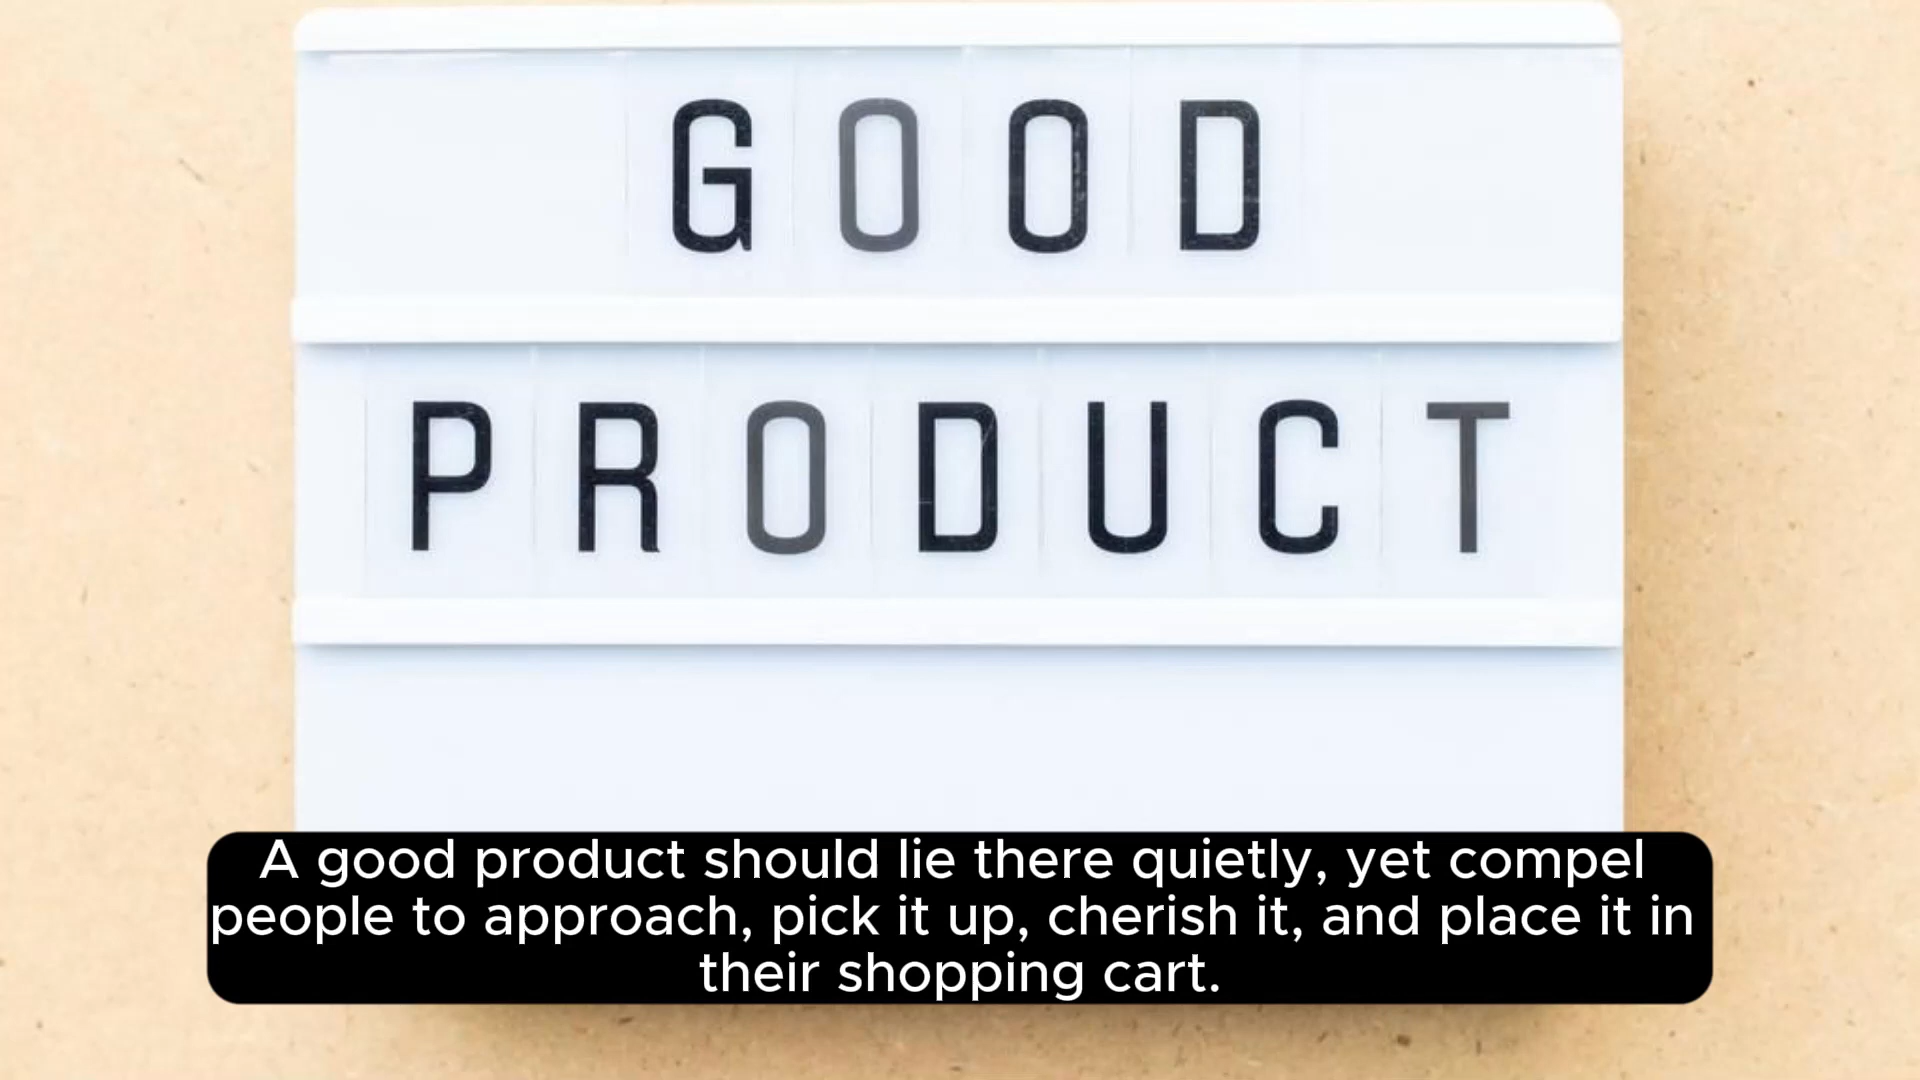 GOOD
PRODUCT
A good product should lie there quietly, yet compel
people to approach, pick it up, cherish it, and place it in
their shopping cart.